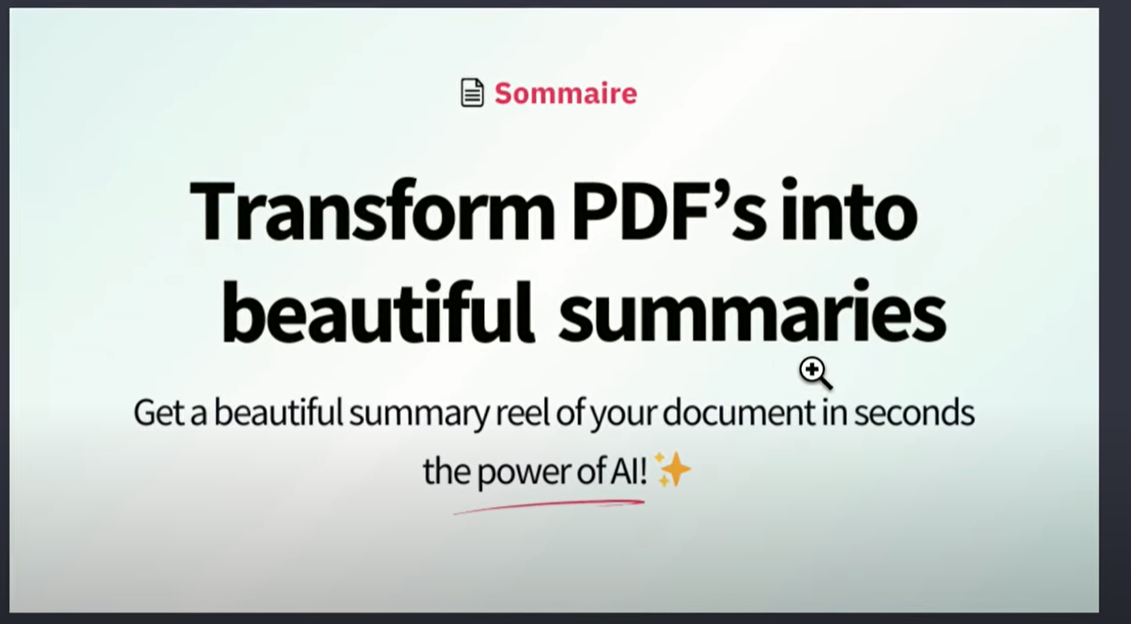 Sommaire
Transform PDF’s into
beautiful summaries
Get a beautiful summary reel of your document in seconds
the power of AI! ✨